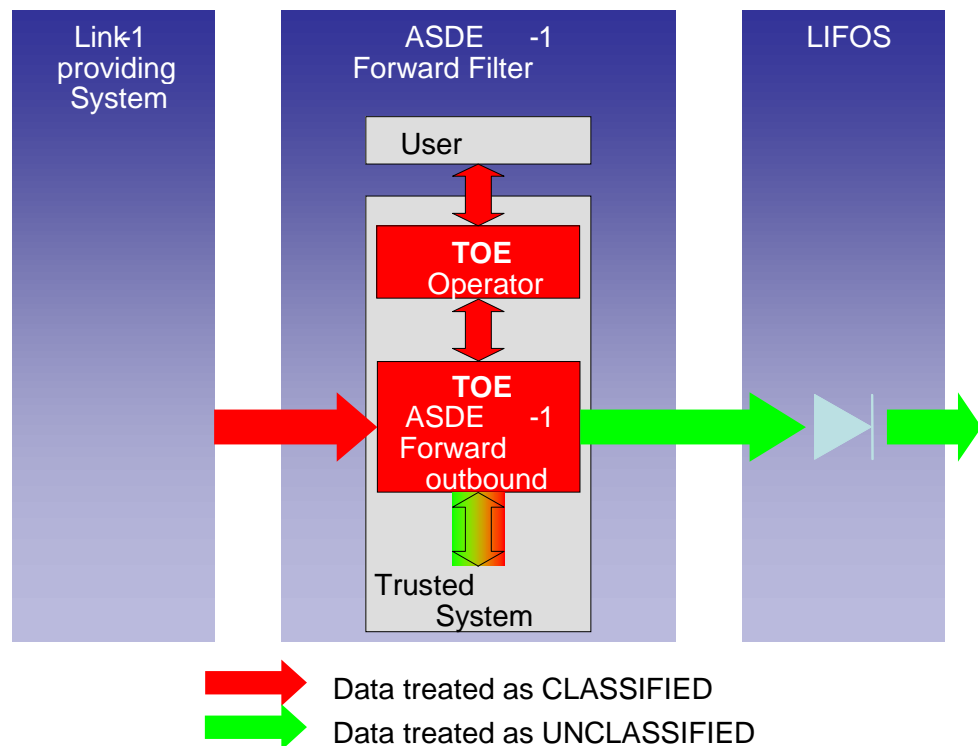 Link-1
providing
System
ASDE -1
Forward Filter
LIFOS
User
TOE
Operator
TOE
ASDE -1
Forward
outbound
Trusted
System
Data treated as CLASSIFIED
Data treated as UNCLASSIFIED